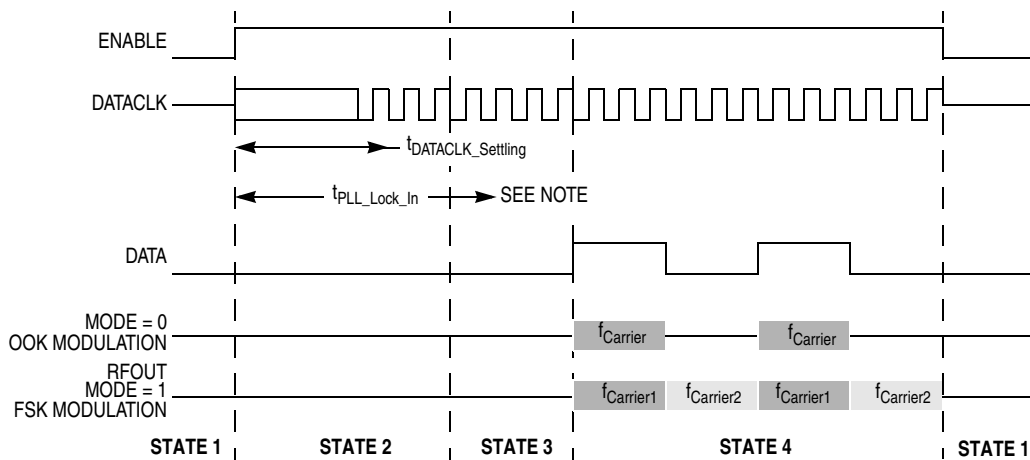 ENABLE
DATACLK
tDATACLK_Settling
tPLL_Lock_In
SEE NOTE
DATA
MODE = 0
OOK MODULATION
fCarrier
fCarrier
RFOUT
MODE = 1
FSK MODULATION
fCarrier1
fCarrier2
fCarrier1
fCarrier2
STATE 1
STATE 2
STATE 3
STATE 4
STATE 1